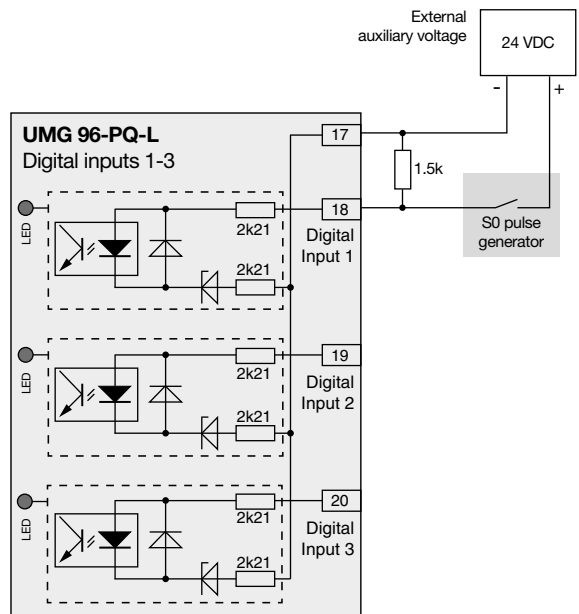 External
auxiliary voltage
24 VDC
- +
UMG 96-PQ-L
Digital inputs 1-3
17
1.5k
LED
18
2k21
Digital
Input 1
S0 pulse
generator
2k21
LED
19
2k21
Digital
Input 2
2k21
LED
20
2k21
Digital
Input 3
2k21